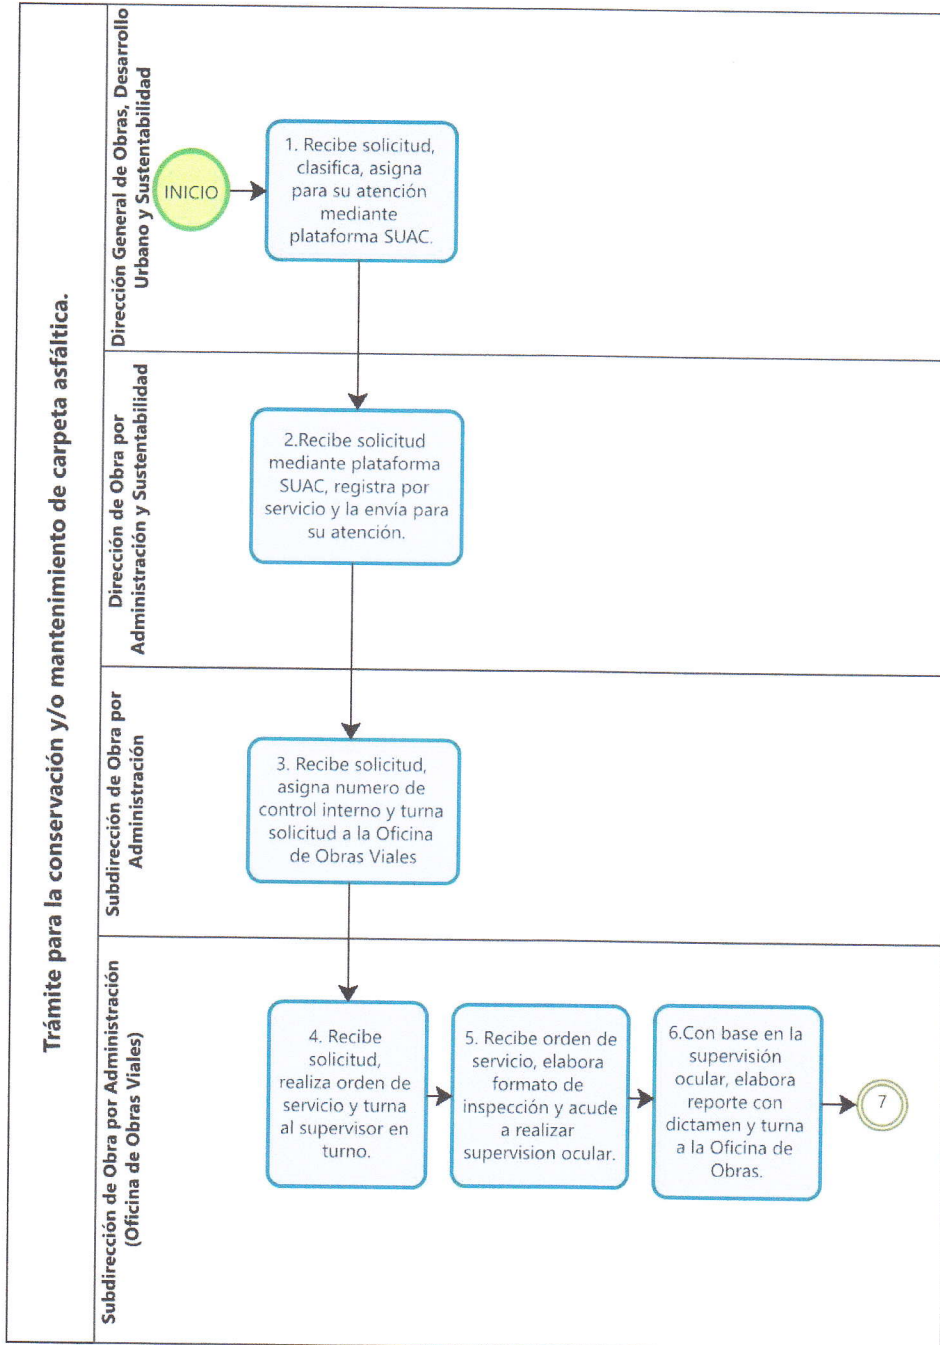 Trámite para la conservación y/o mantenimiento de carpeta asfáltica.
Dirección General de Obras, Desarrollo
Urbano y Sustentabilidad
INICIO
1. Recibe solicitud,
clasifica, asigna
para su atención
mediante
plataforma SUAC.
Dirección de Obra por
Administración y Sustentabilidad
2.Recibe solicitud
mediante plataforma
SUAC, registra por
servicio y la envía para
su atención.
Subdirección de Obra por
Administración
3. Recibe solicitud,
asigna numero de
control interno y turna
solicitud a la Oficina
de Obras Viales
Subdirección de Obra por Administración
(Oficina de Obras Viales)
4. Recibe
solicitud,
realiza orden de
servicio y turna
al supervisor en
turno.
5. Recibe orden de
servicio, elabora
formato de
inspección y acude
a realizar
supervision ocular.
6.Con base en la
supervisión
ocular, elabora
reporte con
dictamen y turna
a la Oficina de
Obras.
7